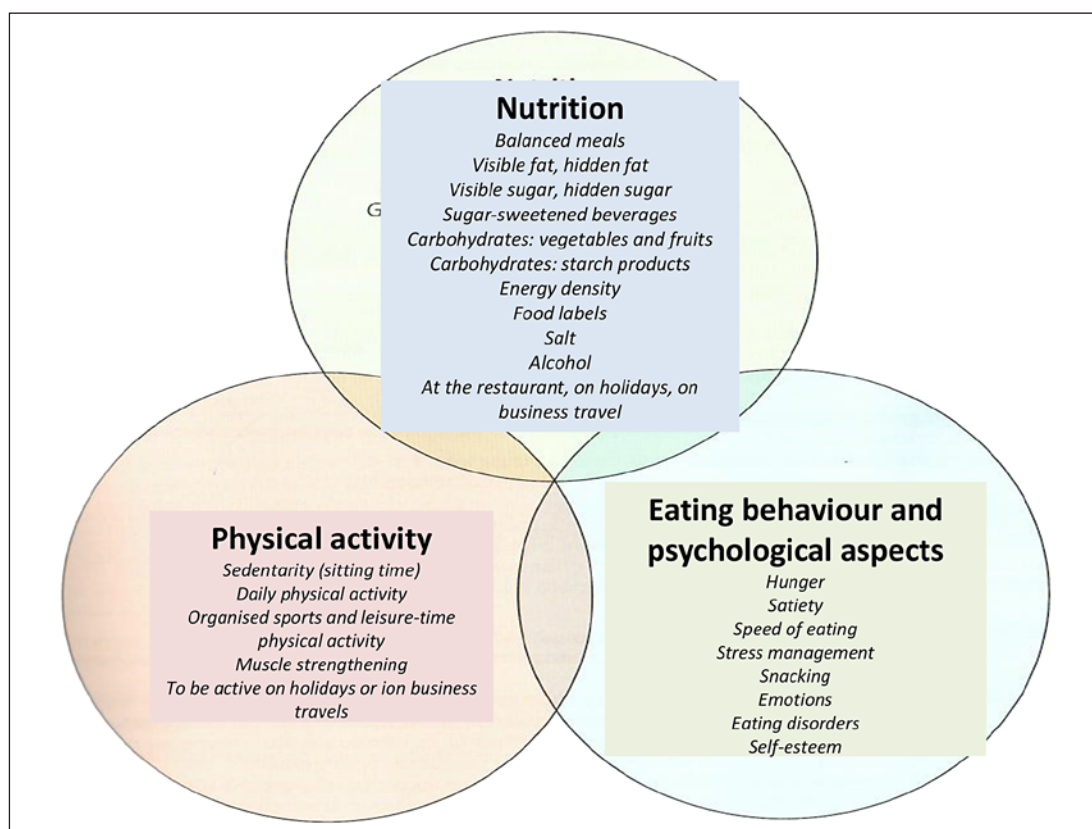 Nutrition
Balanced meals
Visible fat, hidden fat
Visible sugar, hidden sugar
Sugar-sweetened beverages
Carbohydrates: vegetables and fruits
Carbohydrates: starch products
Energy density
Food labels
Salt
Alcohol
At the restaurant, on holidays, on
business travel
Physical activity
Sedentarity (sitting time)
Daily physical activity
Organised sports and leisure-time
physical activity
Muscle strengthening
To be active on holidays or ion business
travels
Eating behaviour and
psychological aspects
Hunger
Satiety
Speed of eating
Stress management
Snacking
Emotions
Eating disorders
Self-esteem